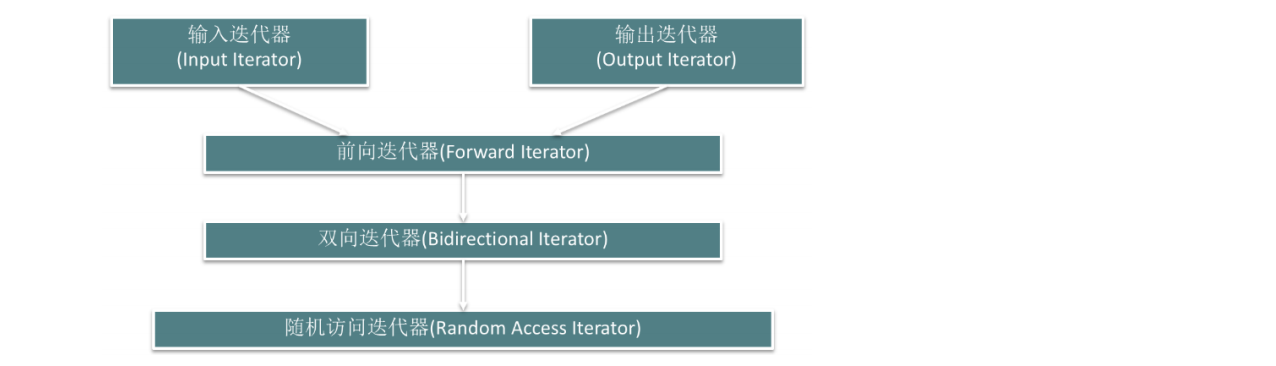 输入迭代器
(Input Iterator)
输出迭代器
(Output Iterator)
前向迭代器(Forward Iterator)
双向迭代器(Bidirectional Iterator)
随机访问迭代器(Random Access Iterator)